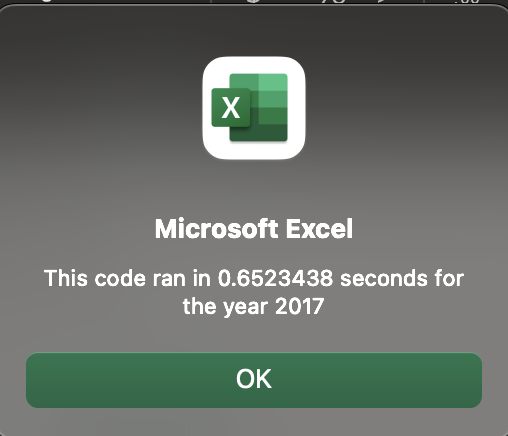 X
Microsoft Excel
This code ran in 0.6523438 seconds for
the year 2017
OK